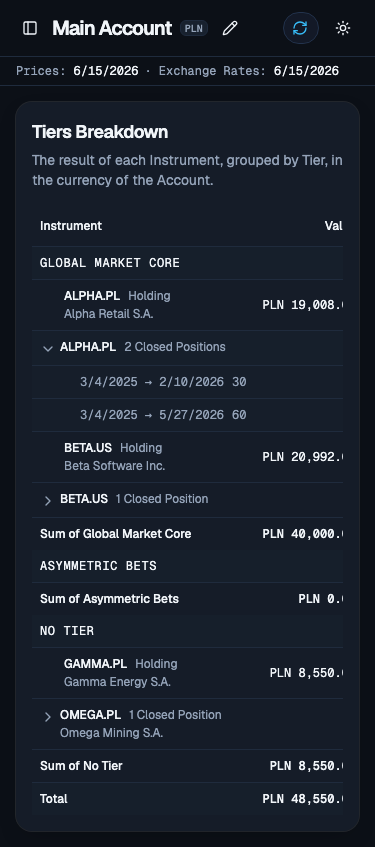 Main Account PLN
Prices: 6/15/2026 · Exchange Rates: 6/15/2026
Tiers Breakdown
The result of each Instrument, grouped by Tier, in
the currency of the Account.
Instrument Val
GLOBAL MARKET CORE
ALPHA.PL Holding PLN 19,008.
Alpha Retail S.A.
ALPHA.PL 2 Closed Positions
3/4/2025 → 2/10/2026 30
3/4/2025 → 5/27/2026 60
BETA.US Holding PLN 20,992.
Beta Software Inc.
BETA.US 1 Closed Position
Sum of Global Market Core PLN 40,000.
ASYMMETRIC BETS
Sum of Asymmetric Bets PLN 0.
NO TIER
GAMMA.PL Holding PLN 8,550.
Gamma Energy S.A.
OMEGA.PL 1 Closed Position
Omega Mining S.A.
Sum of No Tier PLN 8,550.
Total PLN 48,550.